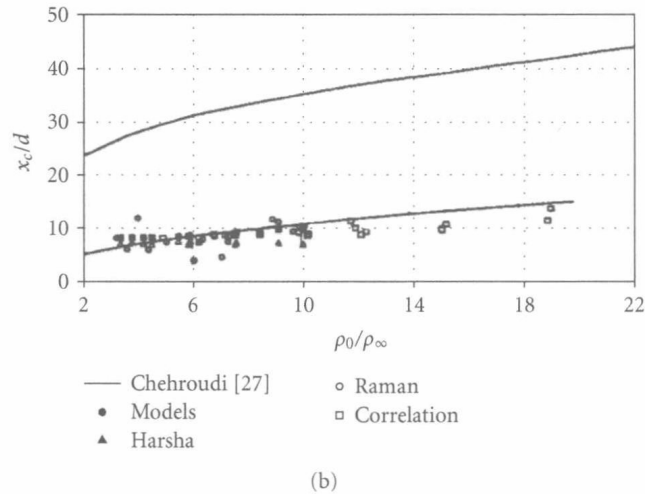 50
40
30
20
10
0
x_c/d
2 6 10 14 18 22
ρ₀/ρ∞
Chehroudi [27]
Models
Harsha
Raman
Correlation
(b)